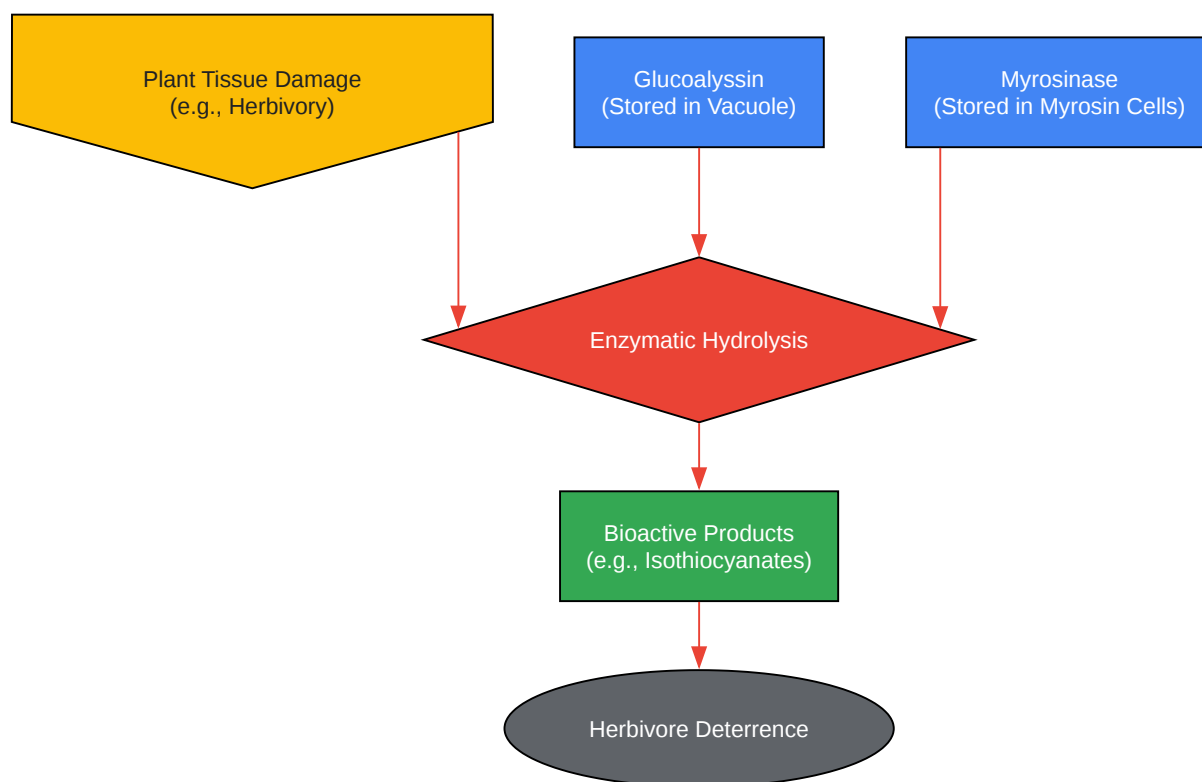 Plant Tissue Damage
(e.g., Herbivory)
Glucoalyssin
(Stored in Vacuole)
Myrosinase
(Stored in Myrosin Cells)
Enzymatic Hydrolysis
Bioactive Products
(e.g., Isothiocyanates)
Herbivore Deterrence